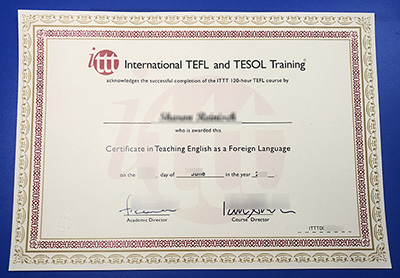 ittt International TEFL and TESOL Training
acknowledges the successful completion of the ITTT 120-hour TEFL course by
who is awarded this
Certificate in Teaching English as a Foreign Language
on the day of June in the year
Academic Director Course Director